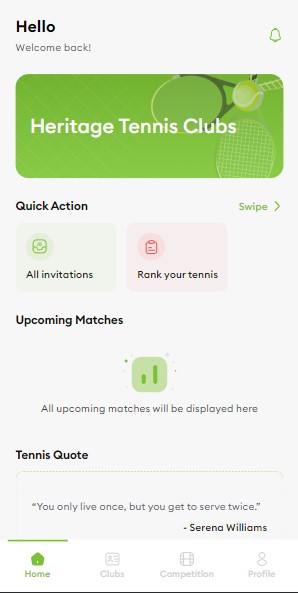 Hello
Welcome back!
Heritage Tennis Clubs
Quick Action
Swipe
All invitations
Rank your tennis
Upcoming Matches
All upcoming matches will be displayed here
Tennis Quote
“You only live once, but you get to serve twice.”
- Serena Williams
Home
Clubs
Competition
Profile